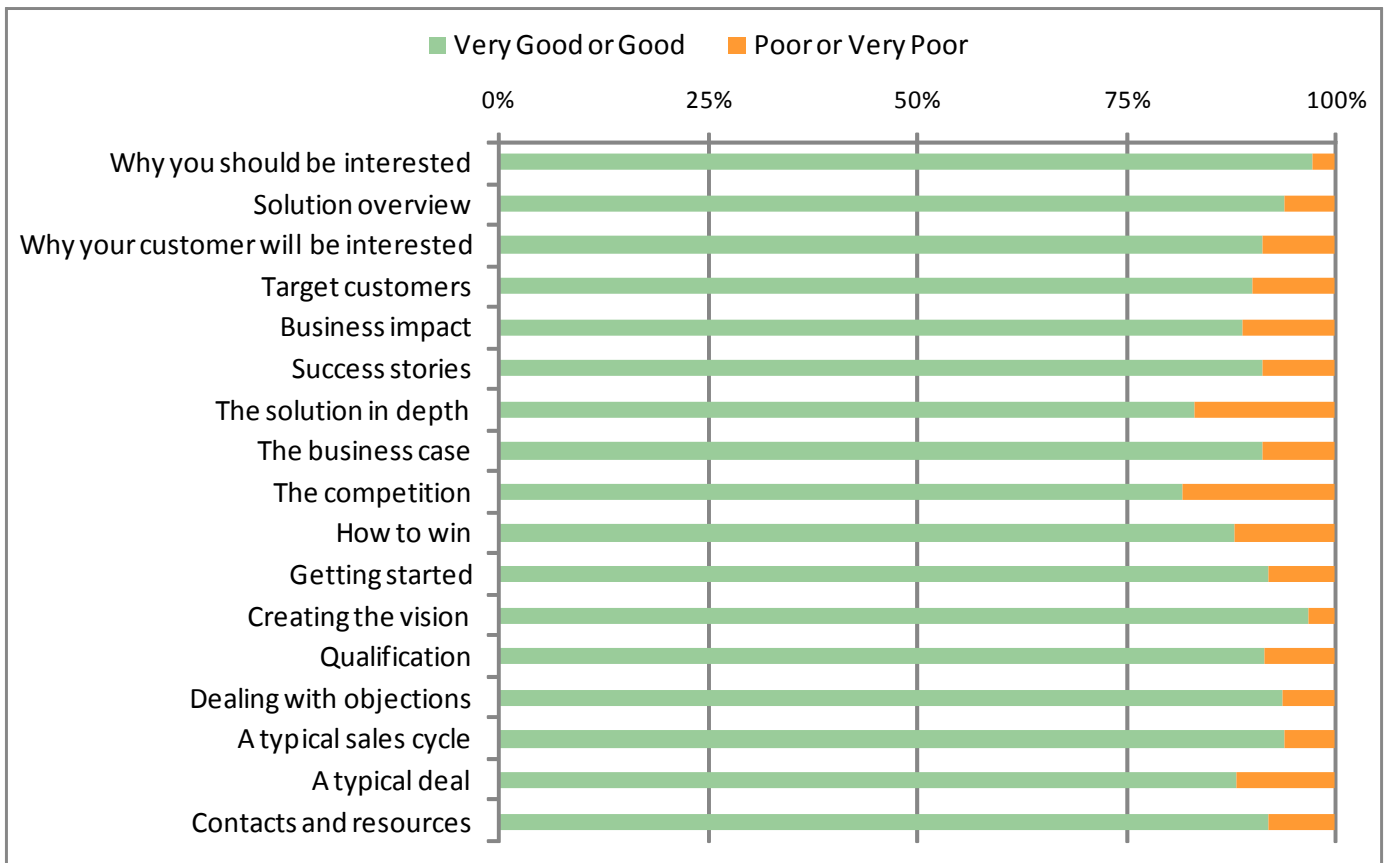 Very Good or Good Poor or Very Poor
0% 25% 50% 75% 100%
Why you should be interested
Solution overview
Why your customer will be interested
Target customers
Business impact
Success stories
The solution in depth
The business case
The competition
How to win
Getting started
Creating the vision
Qualification
Dealing with objections
A typical sales cycle
A typical deal
Contacts and resources